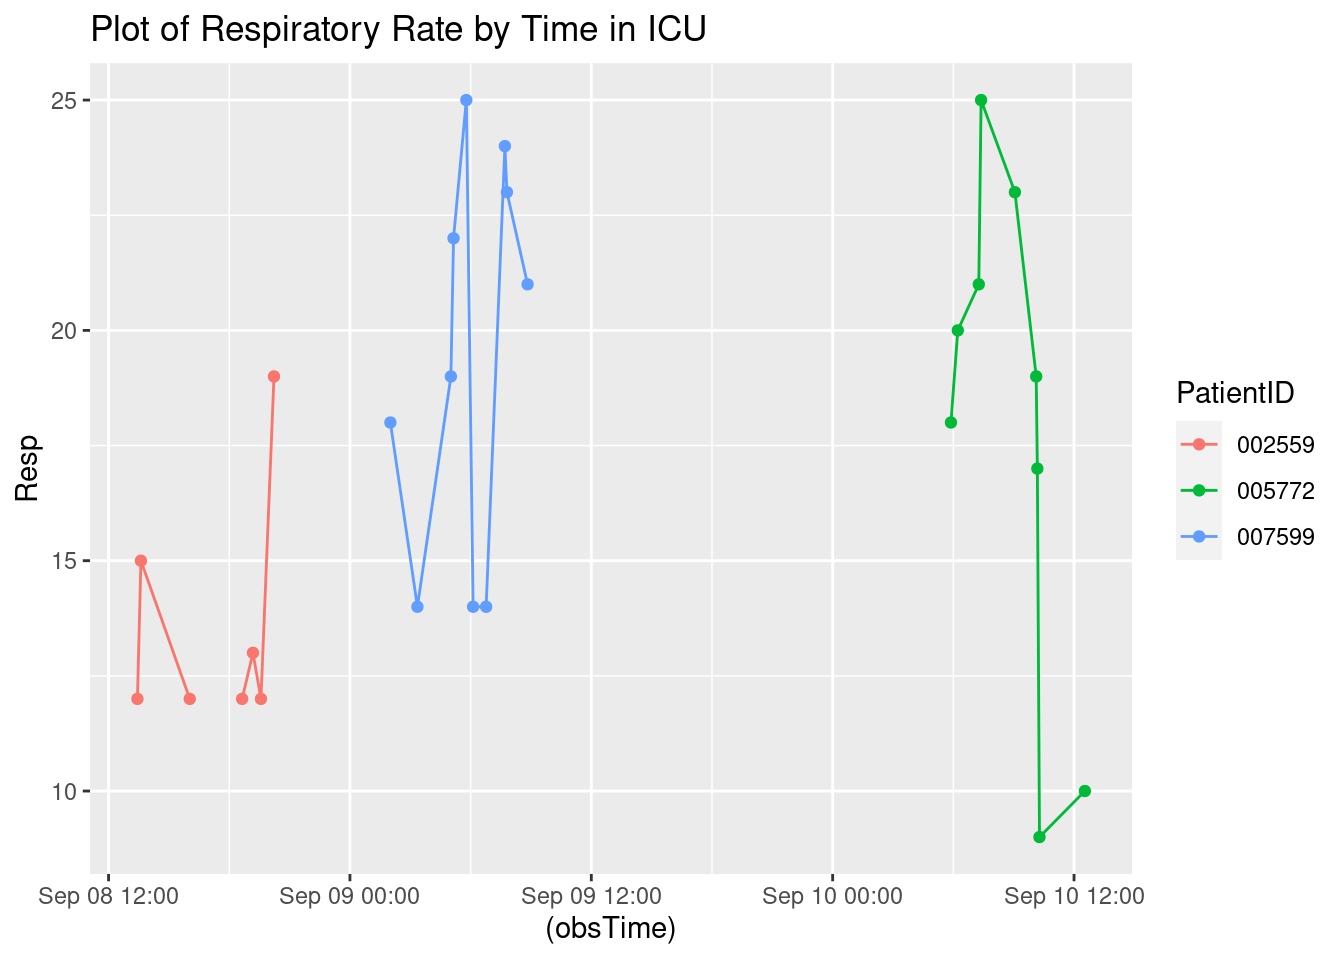 Plot of Respiratory Rate by Time in ICU
25
20
15
10
Resp
Sep 08 12:00
Sep 09 00:00
Sep 09 12:00
Sep 10 00:00
Sep 10 12:00
(obsTime)
PatientID
002559
005772
007599